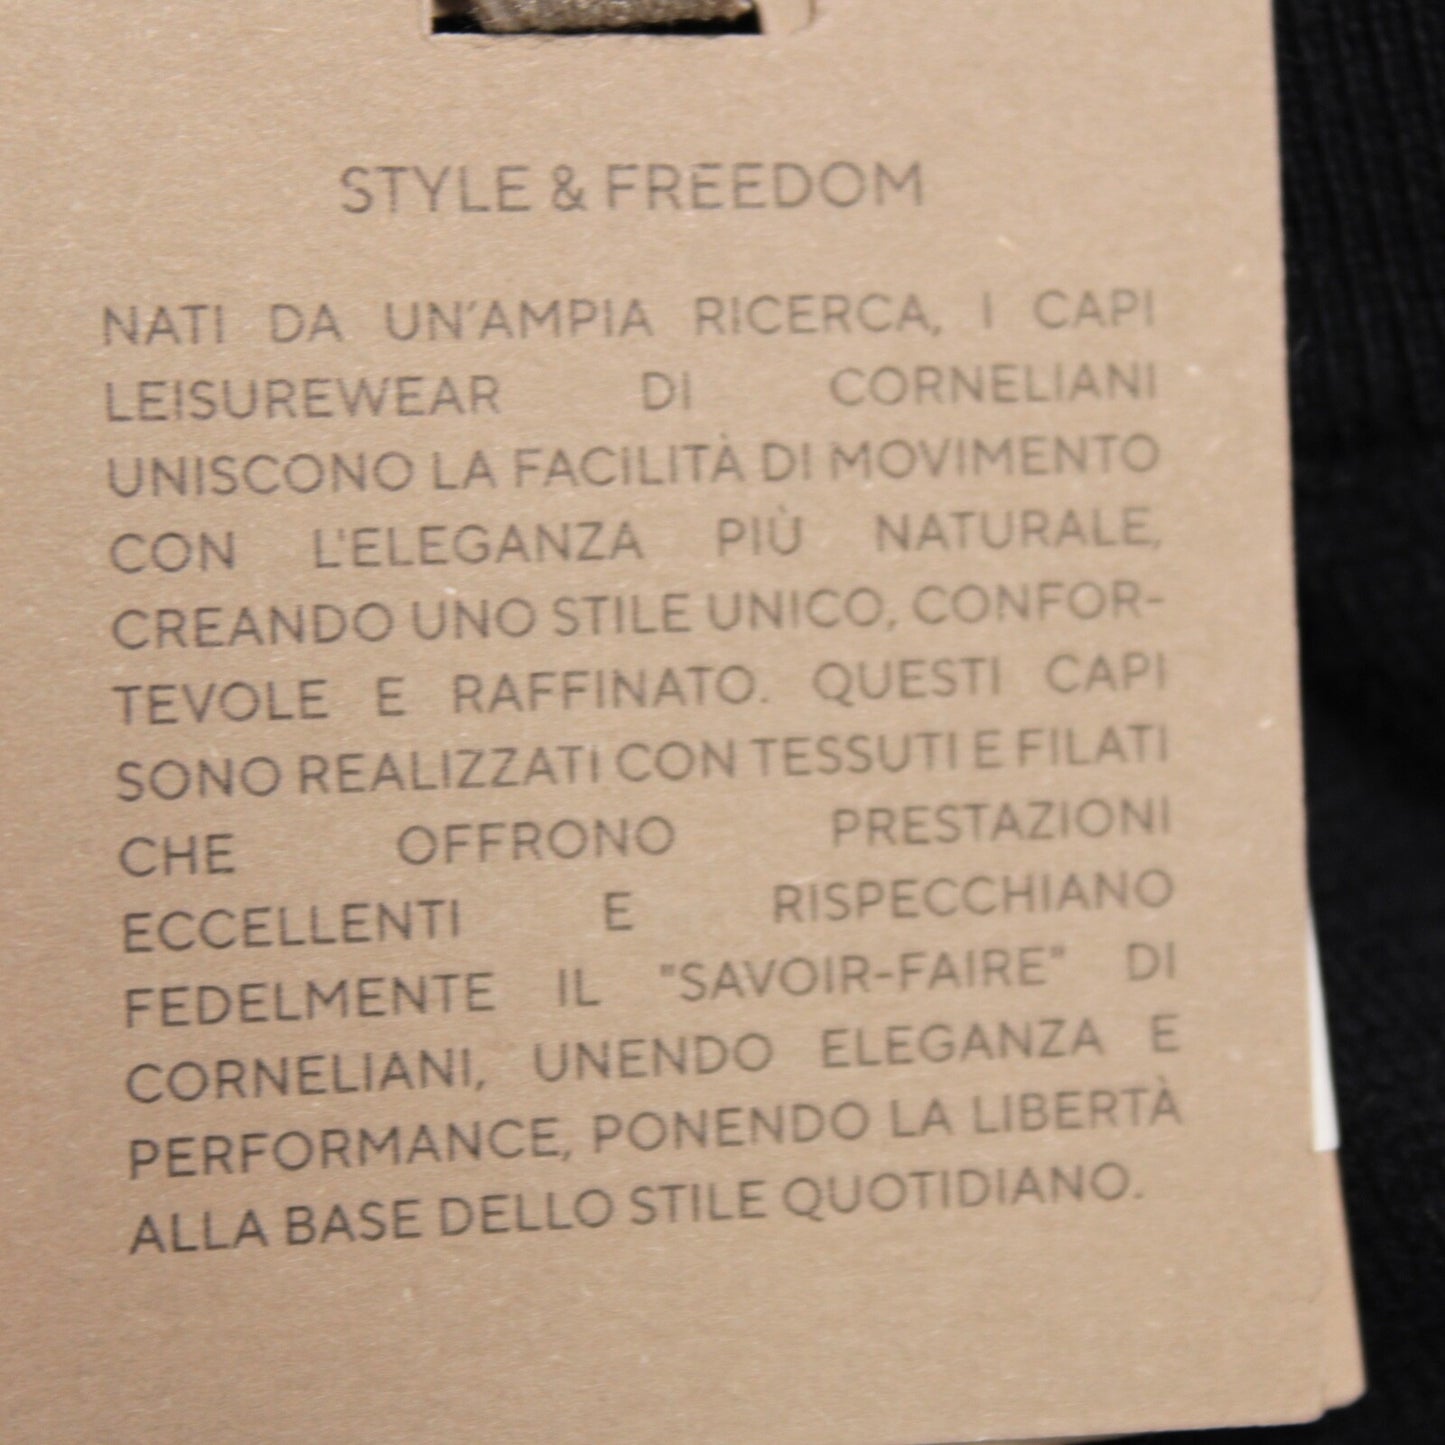 STYLE & FREEDOM
NATI DA UN'AMPIA RICERCA, I CAPI
LEISUREWEAR DI CORNELIANI
UNISCONO LA FACILITÀ DI MOVIMENTO
CON L'ELEGANZA PIÙ NATURALE,
CREANDO UNO STILE UNICO, CONFOR-
TEVOLE E RAFFINATO. QUESTI CAPI
SONO REALIZZATI CON TESSUTI E FILATI
CHE OFFRONO PRESTAZIONI
ECCELLENTI E RISPECCHIANO
FEDELMENTE IL "SAVOIR-FAIRE" DI
CORNELIANI, UNENDO ELEGANZA E
PERFORMANCE, PONENDO LA LIBERTÀ
ALLA BASE DELLO STILE QUOTIDIANO.